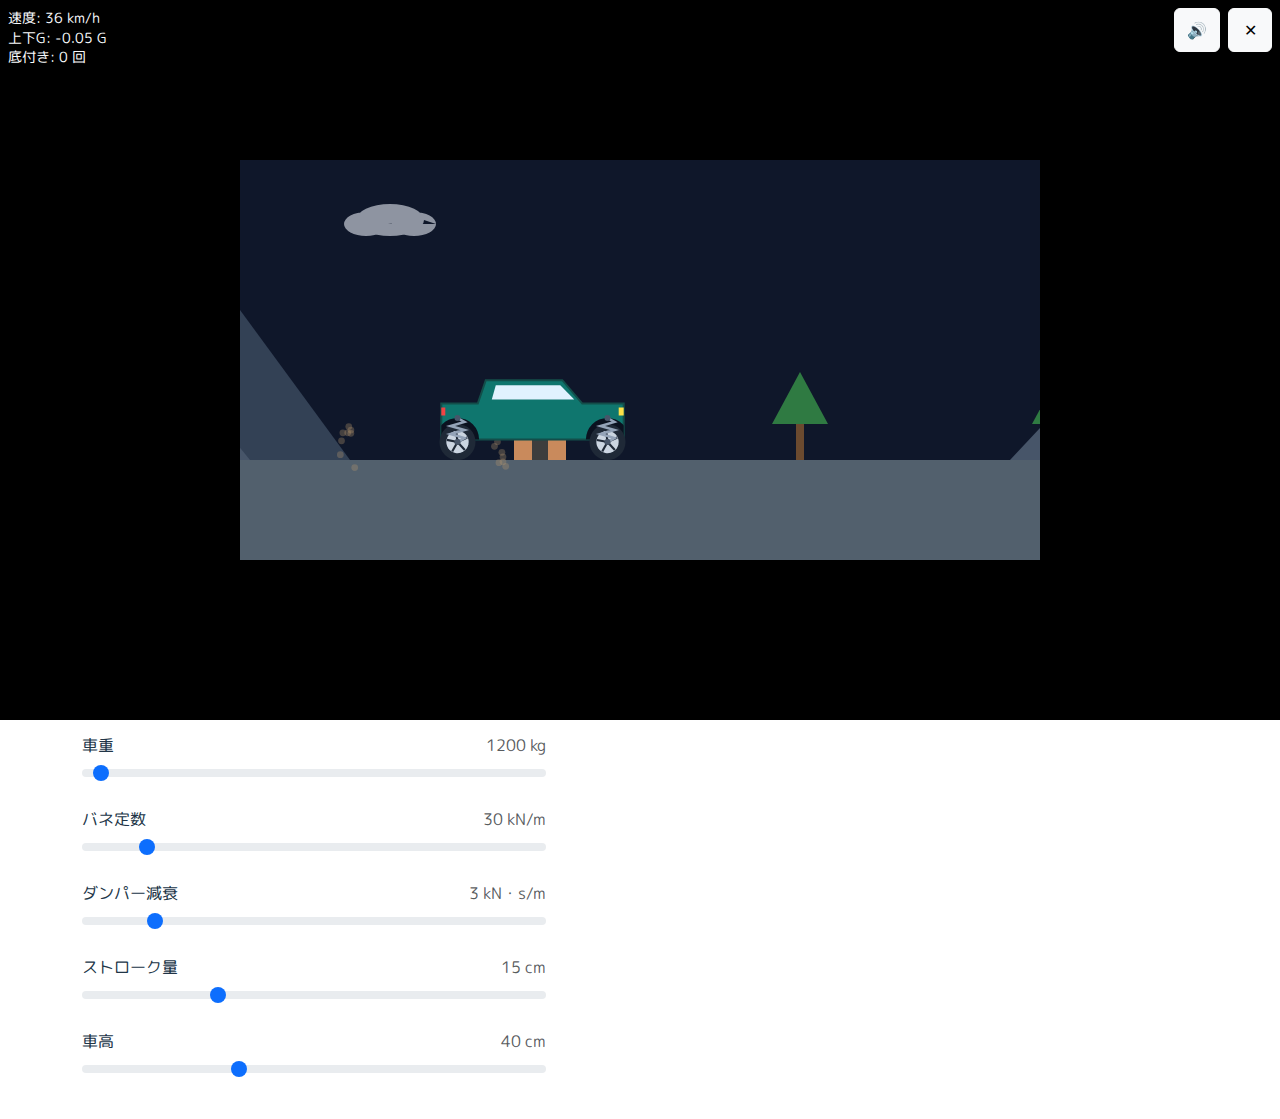 速度: 36 km/h
上下G: -0.05 G
底付き: 0 回
🔊 ✕
車重 1200 kg
バネ定数 30 kN/m
ダンパー減衰 3 kN・s/m
ストローク量 15 cm
車高 40 cm